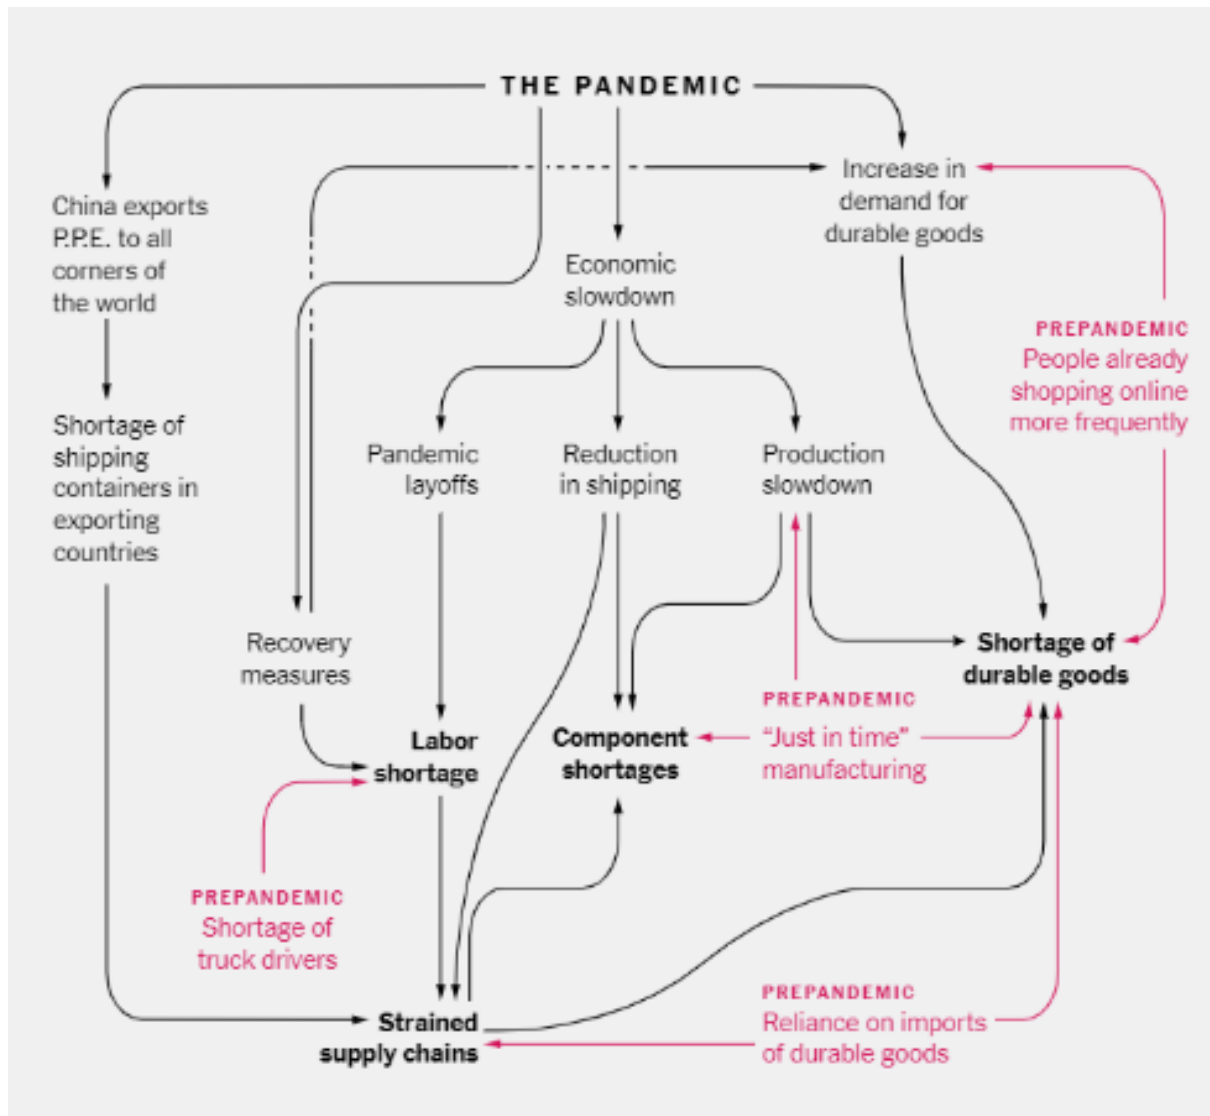 THE PANDEMIC
China exports
P.P.E. to all
corners of
the world
Increase in
demand for
durable goods
Economic
slowdown
PREPANDEMIC
People already
shopping online
more frequently
Shortage of
shipping
containers in
exporting
countries
Pandemic
layoffs
Reduction
in shipping
Production
slowdown
Recovery
measures
Shortage of
durable goods
Labor
shortage
Component
shortages
PREPANDEMIC
“Just in time”
manufacturing
PREPANDEMIC
Shortage of
truck drivers
Strained
supply chains
PREPANDEMIC
Reliance on imports
of durable goods